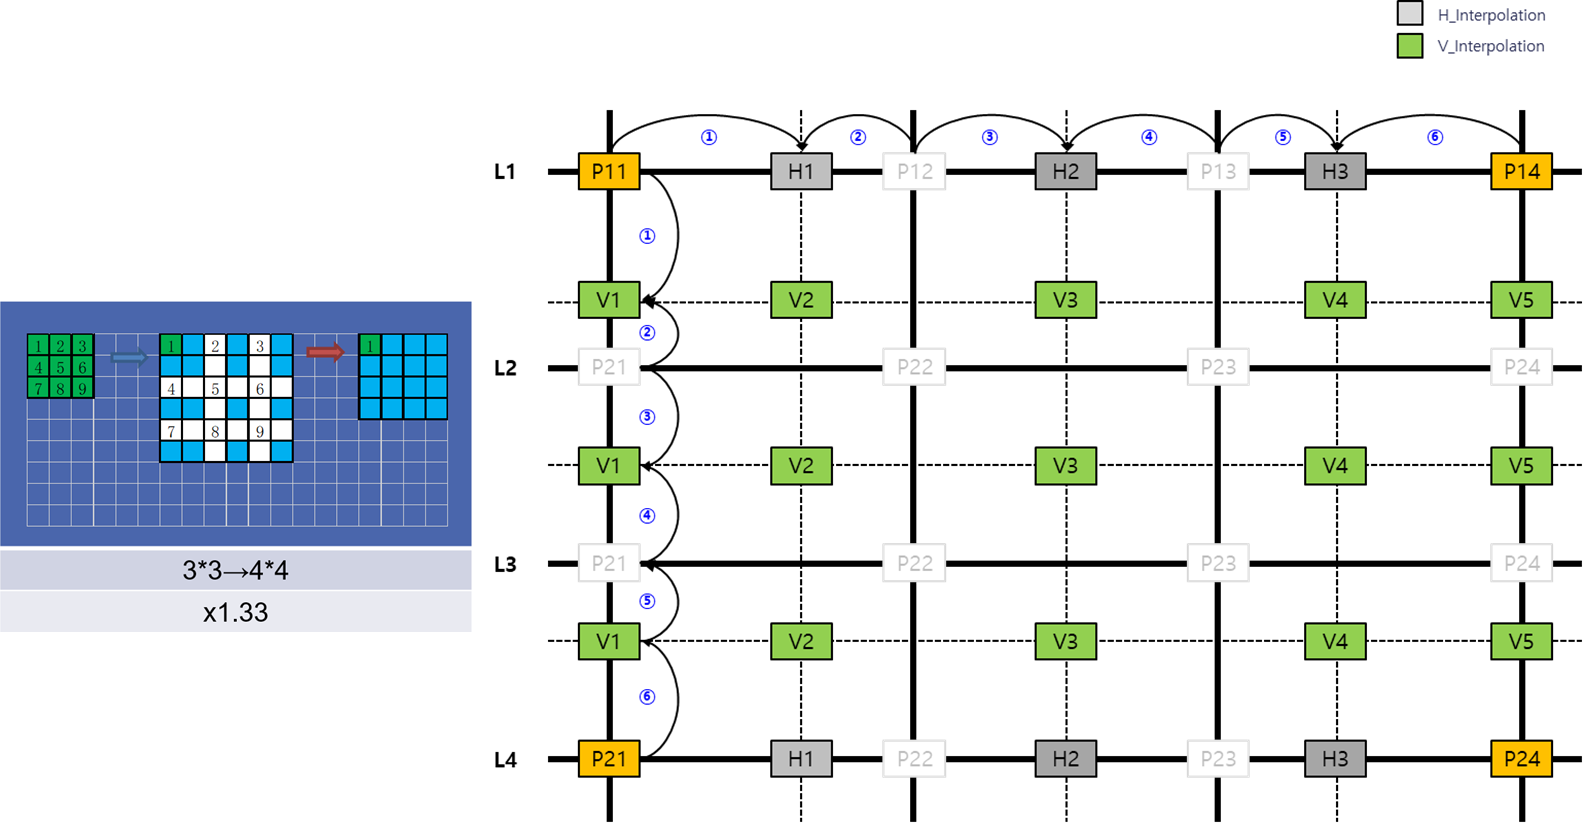 H_Interpolation
V_Interpolation
① ② ③ ④ ⑤ ⑥
L1 P11 H1 P12 H2 P13 H3 P14
①
V1 V2 V3 V4 V5
②
L2 P21 P22 P23 P24
③
V1 V2 V3 V4 V5
④
L3 P21 P22 P23 P24
⑤
V1 V2 V3 V4 V5
⑥
L4 P21 H1 P22 H2 P23 H3 P24
1 2 3
4 5 6
7 8 9
1 2 3
4 5 6
7 8 9
1
3*3→4*4
x1.33